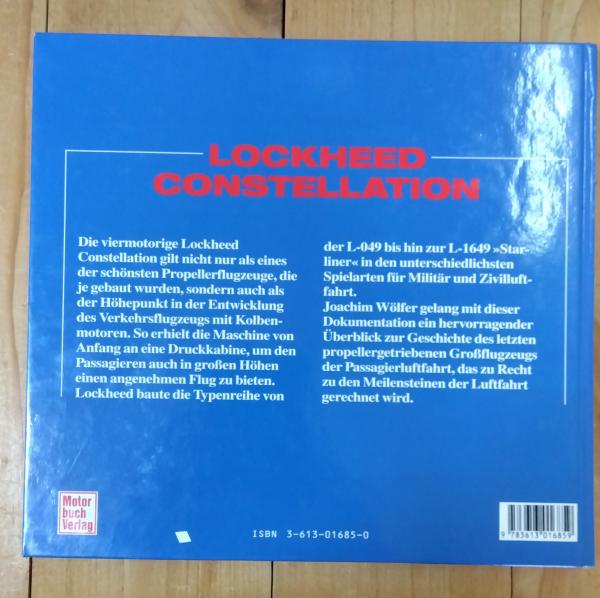 LOCKHEED
CONSTELLATION
Die viermotorige Lockheed
Constellation gilt nicht nur als eines
der schönsten Propellerflugzeuge, die
je gebaut wurden, sondern auch als
der Höhepunkt in der Entwicklung
des Verkehrsflugzeugs mit Kolben-
motoren. So erhielt die Maschine von
Anfang an eine Druckkabine, um den
Passagieren auch in großen Höhen
einen angenehmen Flug zu bieten.
Lockheed baute die Typenreihe von
der L-049 bis hin zur L-1649 »Star-
liner« in den unterschiedlichsten
Spielarten für Militär und Zivilluft-
fahrt.
Joachim Wölfer gelang mit dieser
Dokumentation ein hervorragender
Überblick zur Geschichte des letzten
propellergetriebenen Großflugzeugs
der Passagierluftfahrt, das zu Recht
zu den Meilensteinen der Luftfahrt
gerechnet wird.
Motor
buch
Verlag
ISBN 3-613-01685-0
9 783613 016859